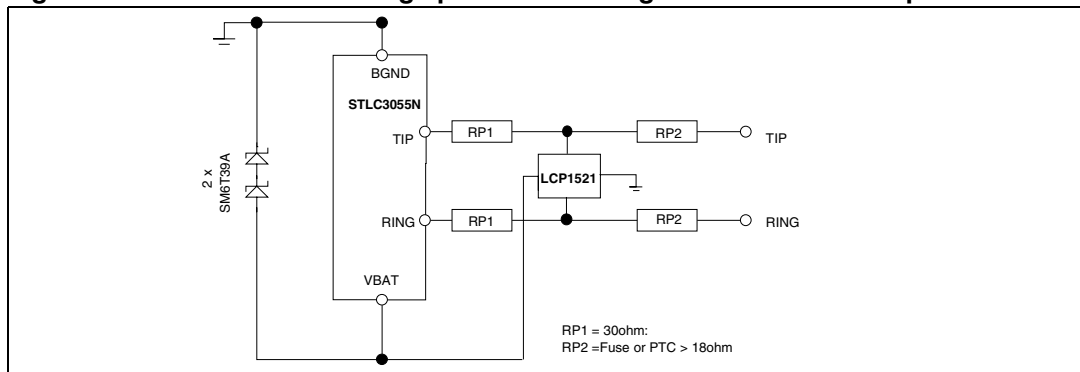 BGND
STLC3055N
TIP
RP1
RP2
TIP
LCP1521
2 x
SM6T39A
RING
RP1
RP2
RING
VBAT
RP1 = 30ohm:
RP2 =Fuse or PTC > 18ohm